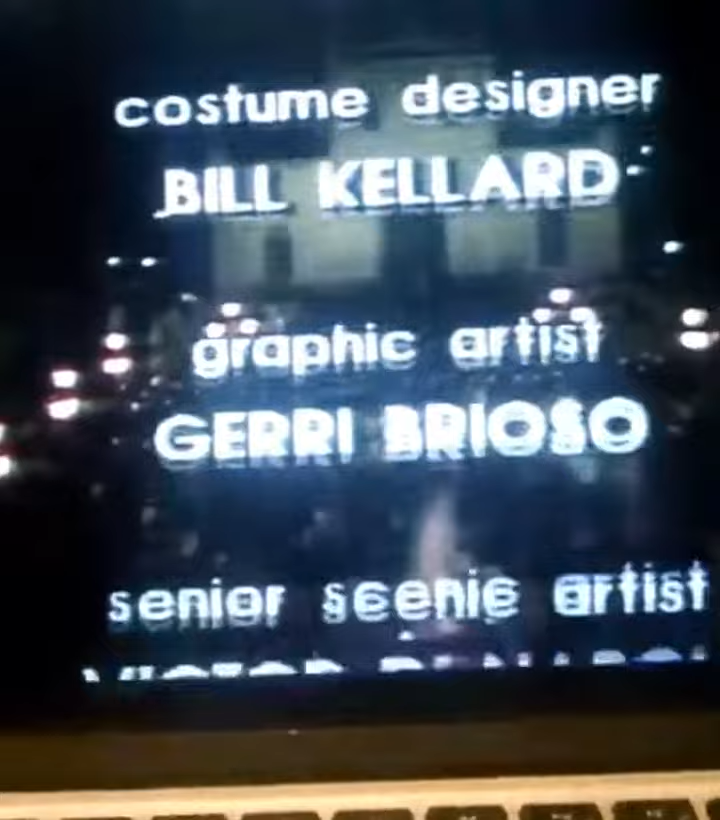 costume designer
BILL KELLARD
graphic artist
GERRI BRIOSO
senior scenic artist